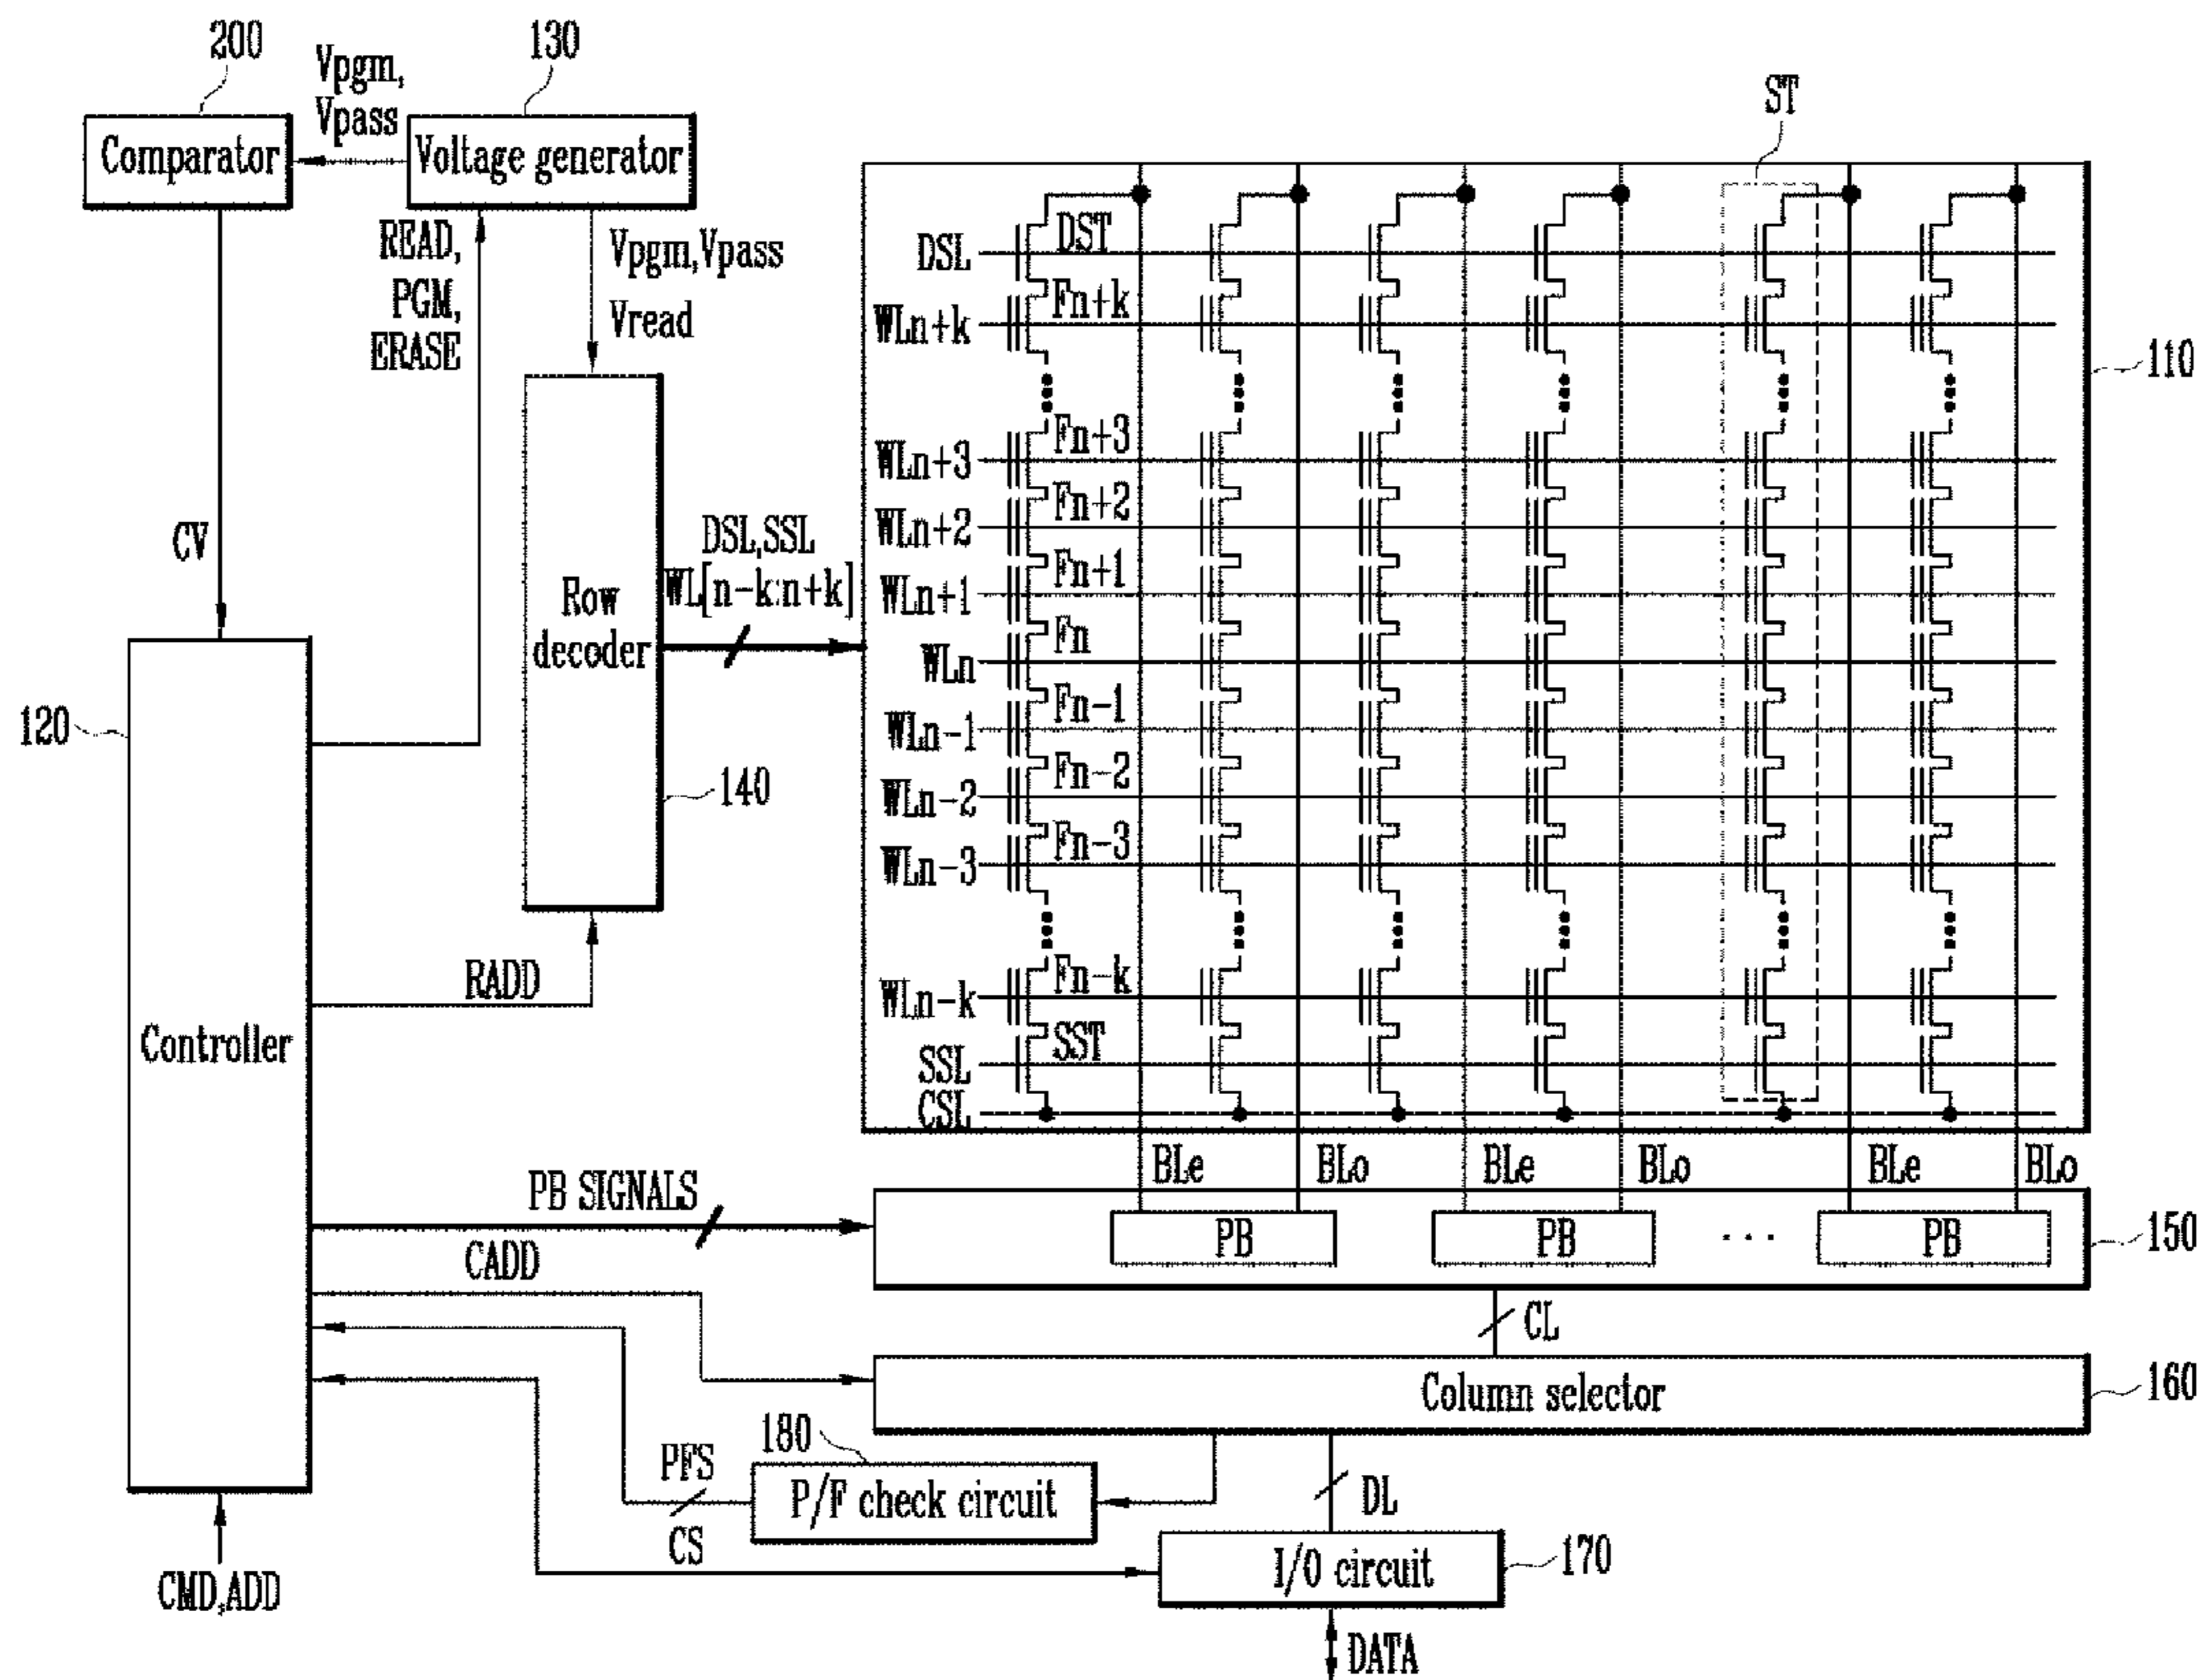 200
130
Vpgm,
Vpass
ST
Comparator
Voltage generator
READ,
PGM,
ERASE
Vpgm,Vpass
Vread
DSL
DST
WLn+k
Fn+k
110
WLn+3
Fn+3
WLn+2
Fn+2
CV
DSL,SSL
WL[n-k:n+k]
WLn+1
Fn+1
Row
decoder
WLn
Fn
120
WLn-1
Fn-1
140
WLn-2
Fn-2
WLn-3
Fn-3
RADD
WLn-k
Fn-k
Controller
SSL
SST
CSL
BLe
BLo
BLe
BLo
BLe
BLo
PB SIGNALS
PB
PB
...
PB
150
CADD
CL
Column selector
160
180
PFS
P/F check circuit
DL
CS
I/O circuit
170
CMD,ADD
DATA